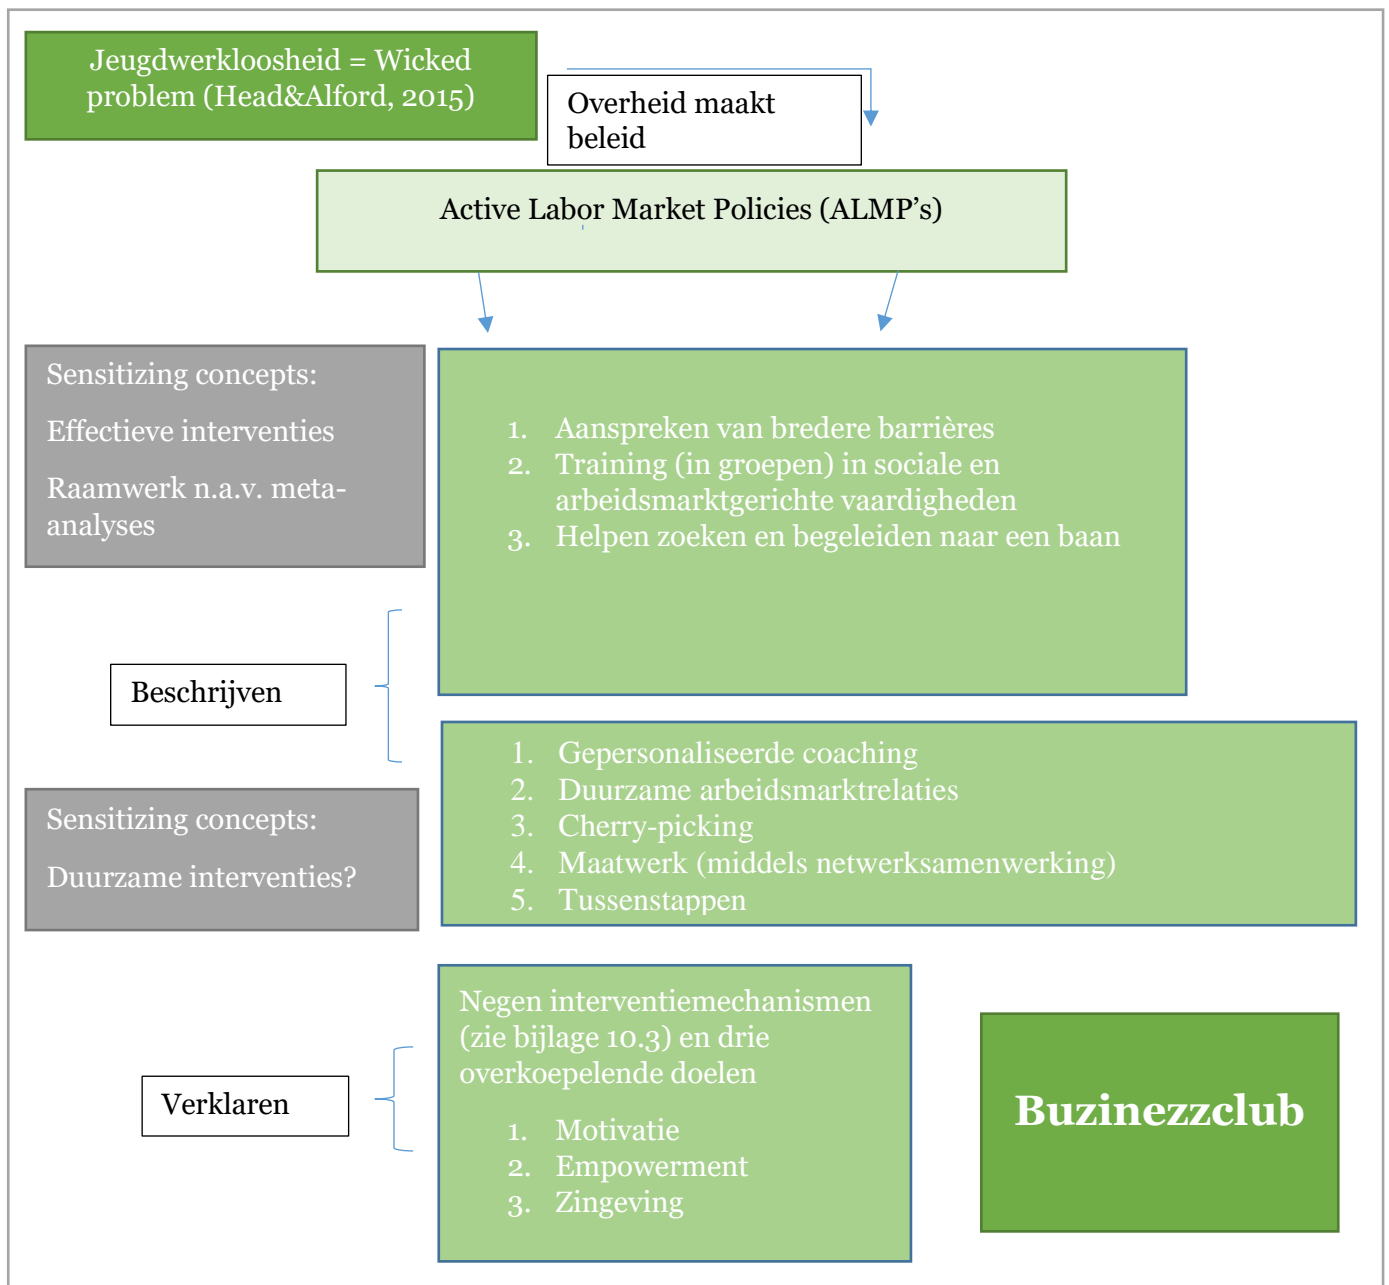 Jeugdwerkloosheid = Wicked
problem (Head&Alford, 2015)
Overheid maakt
beleid
Active Labor Market Policies (ALMP’s)
Sensitizing concepts:
Effectieve interventies
Raamwerk n.a.v. meta-
analyses
1. Aanspreken van bredere barrières
2. Training (in groepen) in sociale en
arbeidsmarktgerichte vaardigheden
3. Helpen zoeken en begeleiden naar een baan
Beschrijven
1. Gepersonaliseerde coaching
2. Duurzame arbeidsmarktrelaties
3. Cherry-picking
4. Maatwerk (middels netwerksamenwerking)
5. Tussenstappen
Sensitizing concepts:
Duurzame interventies?
Negen interventiemechanismen
(zie bijlage 10.3) en drie
overkoepelende doelen
1. Motivatie
2. Empowerment
3. Zingeving
Verklaren
Buzinezzclub